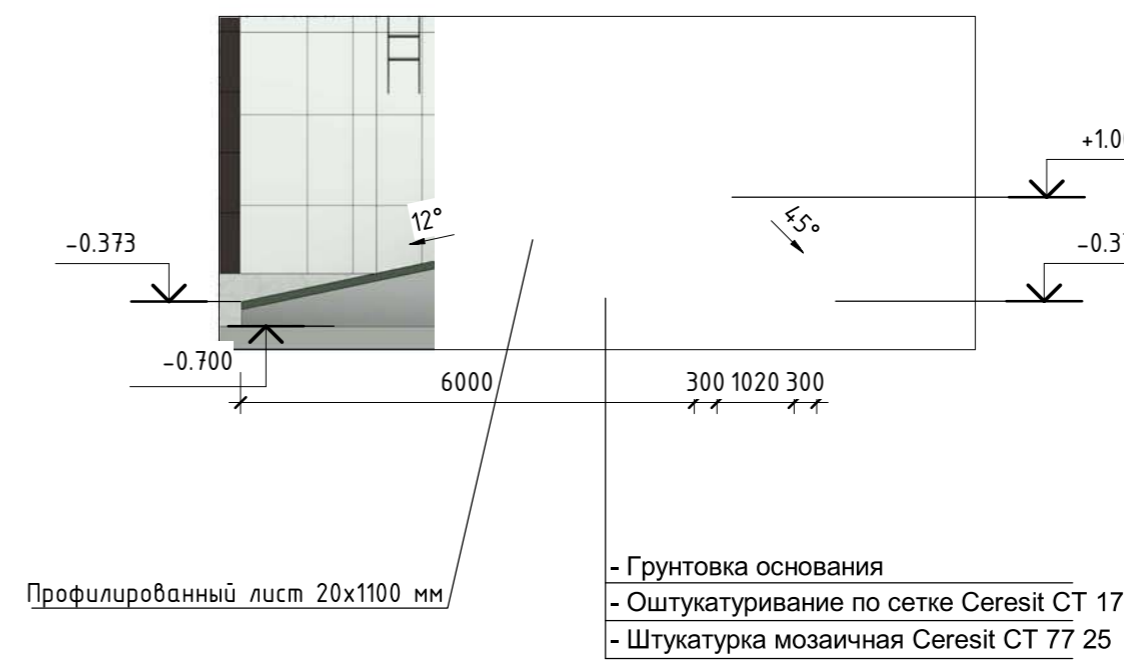 +1.00
12°
45°
-0.373
-0.37
-0.700
6000
300 1020 300
Профилированный лист 20х1100 мм
- Грунтовка основания
- Оштукатуривание по сетке Ceresit CT 17
- Штукатурка мозаичная Ceresit CT 77 25